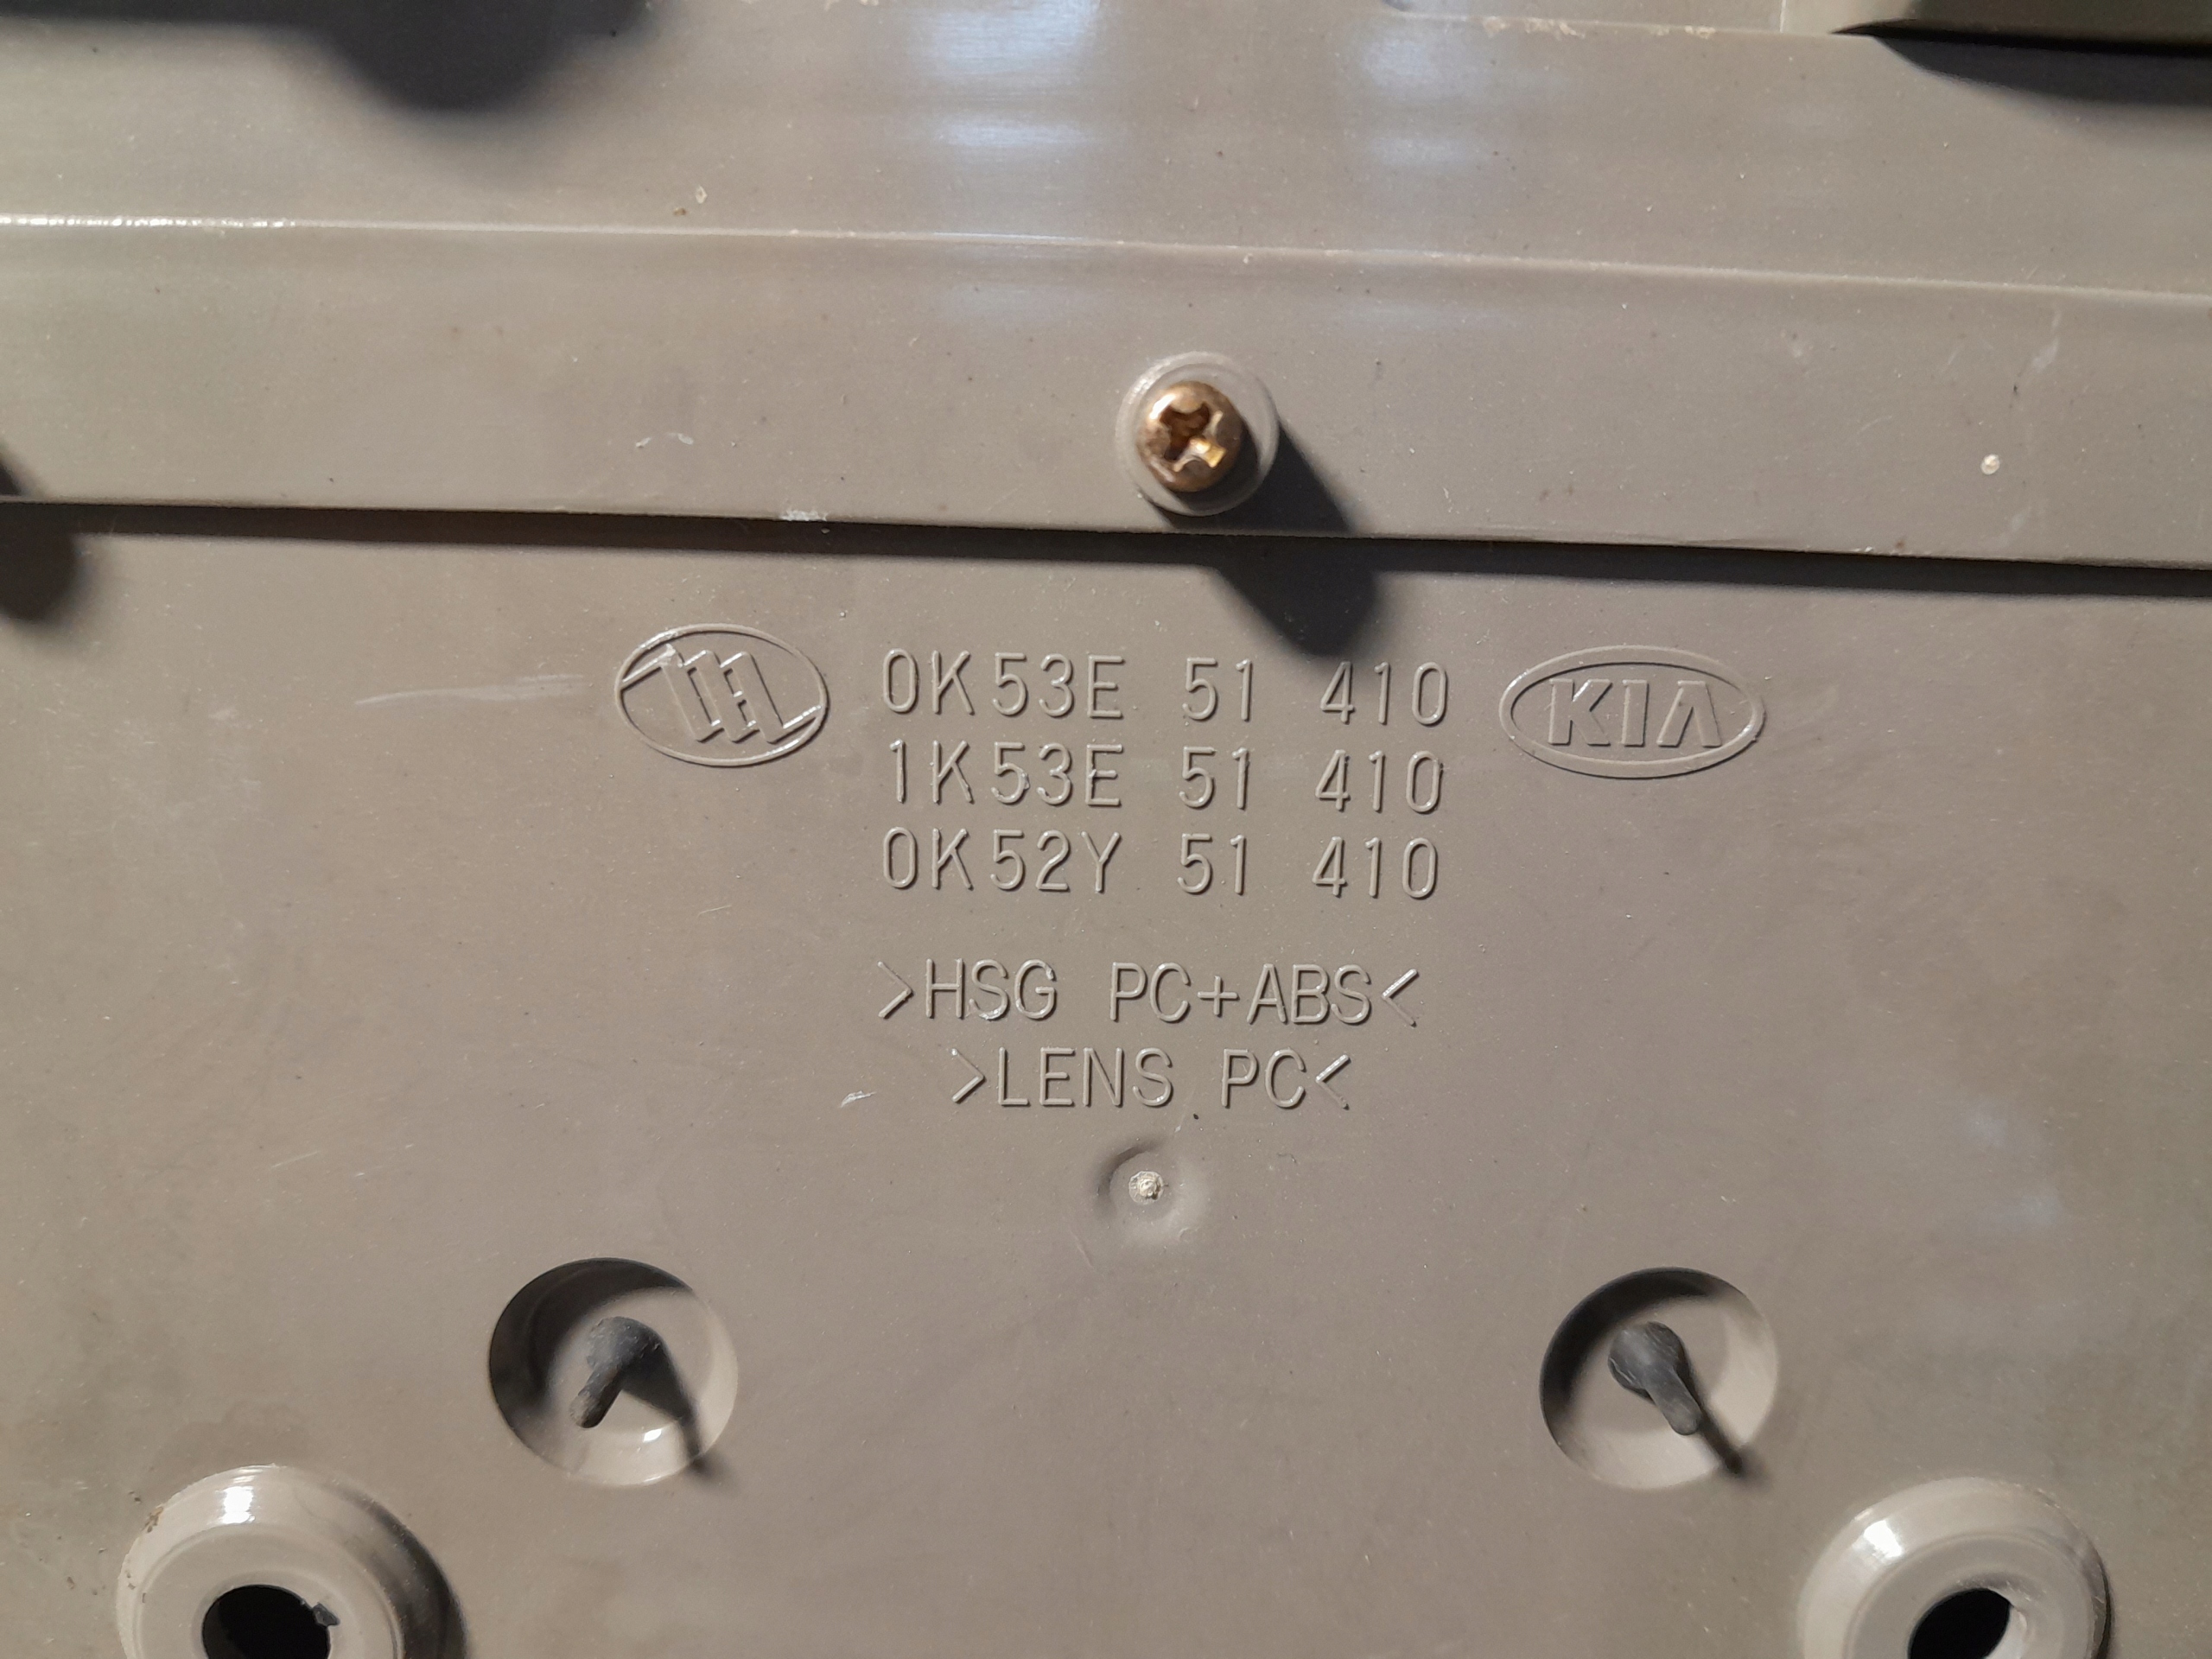 0K53E 51 410 KIA
1K53E 51 410
0K52Y 51 410
>HSG PC+ABS<
>LENS PC<